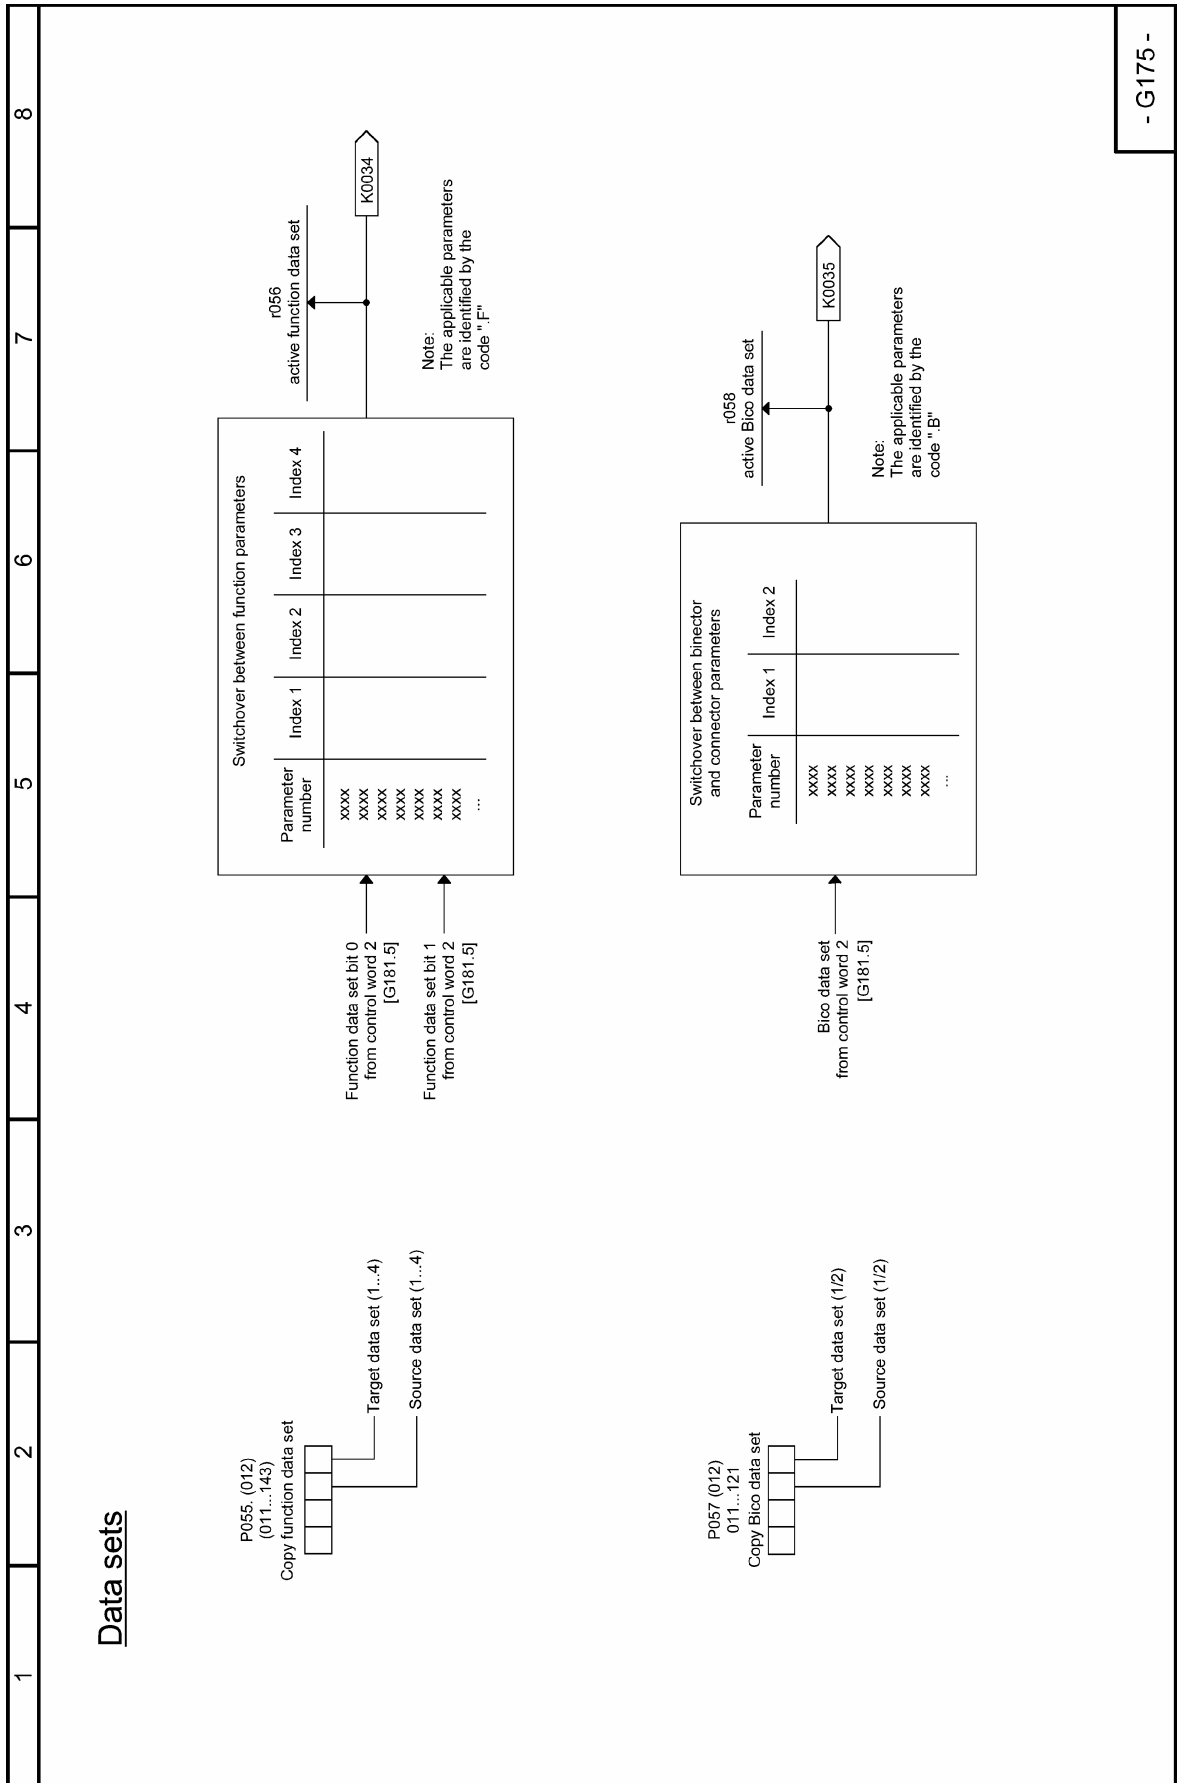 1
2
3
4
5
6
7
8
Data sets
P055. (012)
(011...143)
Copy function data set
Target data set (1...4)
Source data set (1...4)
Function data set bit 0
from control word 2
[G181.5]
Function data set bit 1
from control word 2
[G181.5]
Switchover between function parameters
Parameter
number
Index 1
Index 2
Index 3
Index 4
xxxx
xxxx
xxxx
xxxx
xxxx
xxxx
xxxx
...
r056
active function data set
K0034
Note:
The applicable parameters
are identified by the
code ".F"
P057 (012)
011...121
Copy Bico data set
Target data set (1/2)
Source data set (1/2)
Bico data set
from control word 2
[G181.5]
Switchover between binector
and connector parameters
Parameter
number
Index 1
Index 2
xxxx
xxxx
xxxx
xxxx
xxxx
xxxx
xxxx
...
r058
active Bico data set
K0035
Note:
The applicable parameters
are identified by the
code ".B"
- G175 -